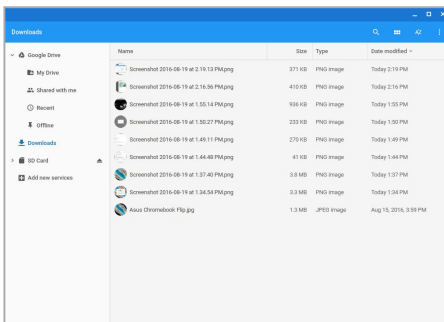 Downloads
Google Drive
My Drive
Shared with me
Recent
Offline
Downloads
SD Card
Add new services
Name Size Type Date modified
Screenshot 2016-08-19 at 2.19.13 PM.png 371 KB PNG image Today 2:19 PM
Screenshot 2016-08-19 at 2.16.56 PM.png 410 KB PNG image Today 2:16 PM
Screenshot 2016-08-19 at 1.55.14 PM.png 936 KB PNG image Today 1:55 PM
Screenshot 2016-08-19 at 1.50.27 PM.png 233 KB PNG image Today 1:50 PM
Screenshot 2016-08-19 at 1.49.11 PM.png 270 KB PNG image Today 1:49 PM
Screenshot 2016-08-19 at 1.44.48 PM.png 41 KB PNG image Today 1:44 PM
Screenshot 2016-08-19 at 1.37.40 PM.png 3.8 MB PNG image Today 1:37 PM
Screenshot 2016-08-19 at 1.34.54 PM.png 3.3 MB PNG image Today 1:34 PM
Asus Chromebook Flip.jpg 1.3 MB JPEG image Aug 15, 2016, 3:59 PM